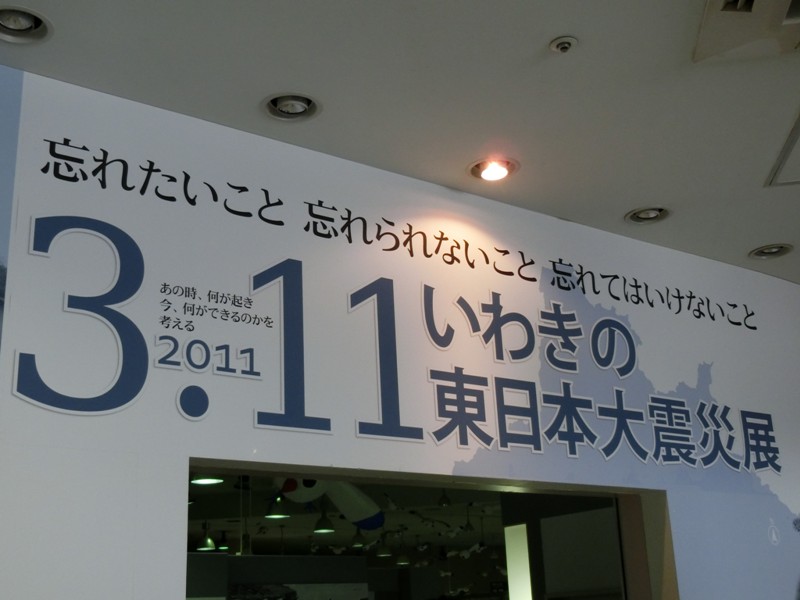 忘れたいこと 忘れられないこと 忘れてはいけないこと
3.11
あの時、何が起き
今、何ができるのかを
考える
2011
いわきの
東日本大震災展